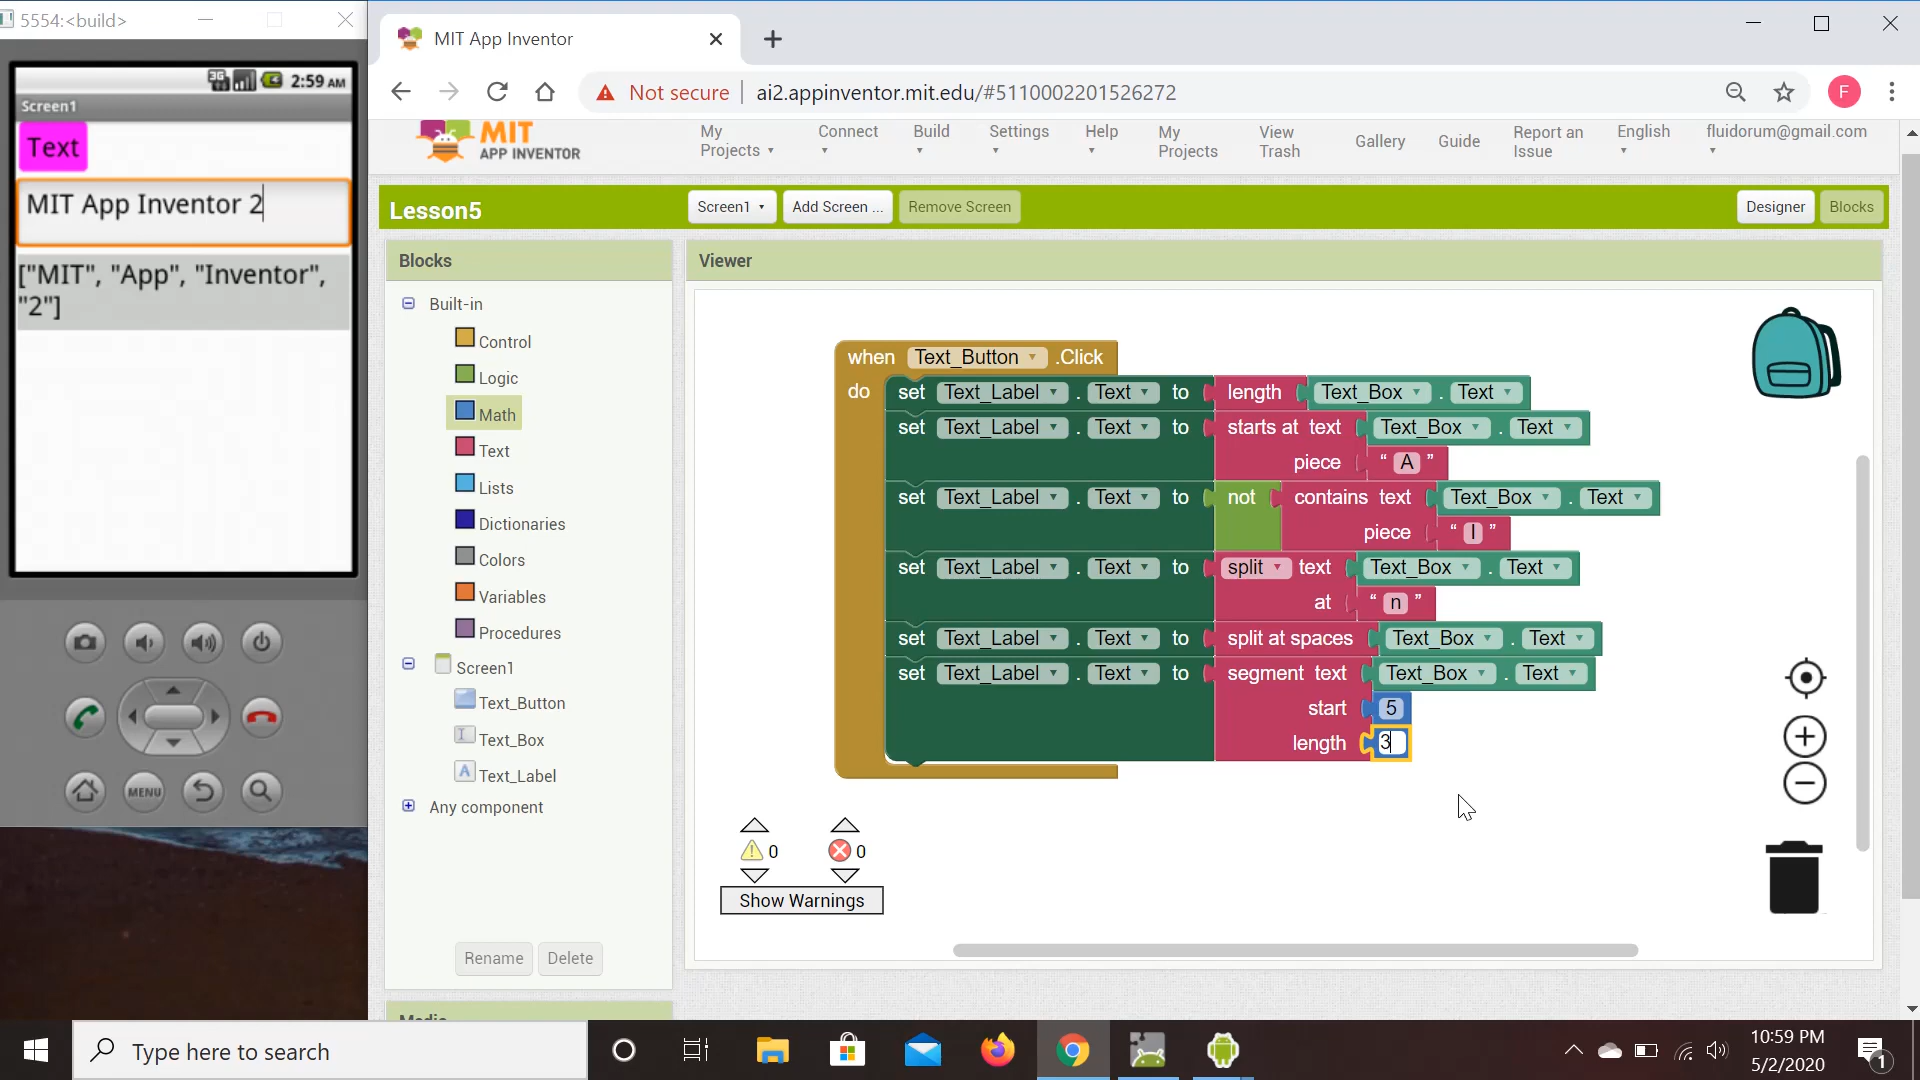 5554:<build>
3G
2:59 AM
Screen1
Text
MIT App Inventor 2
["MIT", "App", "Inventor",
"2"]
MENU
MIT App Inventor
Not secure
ai2.appinventor.mit.edu/#5110002201526272
F
MIT
APP INVENTOR
My
Projects
Connect
Build
Settings
Help
My
Projects
View
Trash
Gallery
Guide
Report an
Issue
English
fluidorum@gmail.com
Lesson5
Screen1
Add Screen ...
Remove Screen
Designer
Blocks
Blocks
Built-in
Control
Logic
Math
Text
Lists
Dictionaries
Colors
Variables
Procedures
Screen1
Text_Button
Text_Box
A
Text_Label
Any component
Rename
Delete
Media
Viewer
when Text_Button .Click
do set Text_Label . Text to length Text_Box . Text
set Text_Label . Text to starts at text Text_Box . Text
piece “ A ”
set Text_Label . Text to not contains text Text_Box . Text
piece “ I ”
set Text_Label . Text to split text Text_Box . Text
at “ n ”
set Text_Label . Text to split at spaces Text_Box . Text
set Text_Label . Text to segment text Text_Box . Text
start 5
length 3
0
0
Show Warnings
Type here to search
10:59 PM
5/2/2020
1